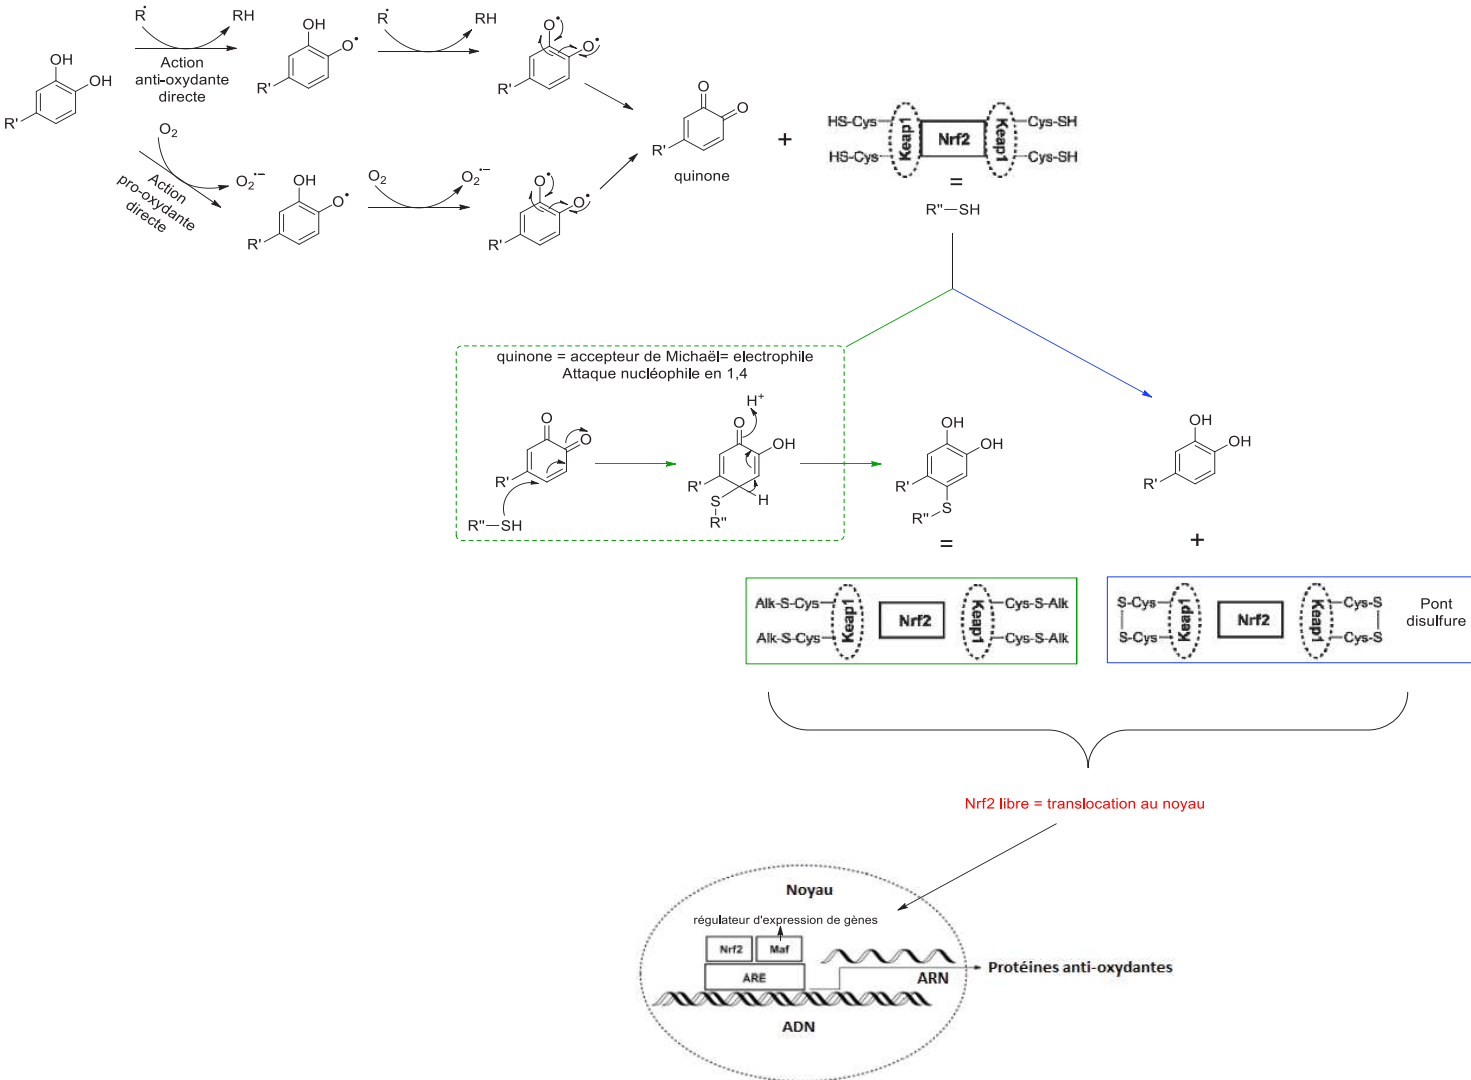 R•
RH
R•
RH
OH
O•
O•
O•
R'
R'
Action
anti-oxydante
directe
OH
OH
R'
O
O
R'
quinone
+
HS-Cys
HS-Cys
Keap1
Nrf2
Keap1
Cys-SH
Cys-SH
=
R"—SH
O2
Action
pro-oxydante
directe
O2•−
OH
O•
R'
O2
O2•−
O•
O•
R'
quinone = accepteur de Michaël= electrophile
Attaque nucléophile en 1,4
O
O
R'
R"—SH
H+
O
OH
R'
S
H
R"
OH
OH
R'
S
R"
=
OH
OH
R'
+
Alk-S-Cys
Alk-S-Cys
Keap1
Nrf2
Keap1
Cys-S-Alk
Cys-S-Alk
S-Cys
S-Cys
Keap1
Nrf2
Keap1
Cys-S
Cys-S
Pont
disulfure
Nrf2 libre = translocation au noyau
Noyau
régulateur d'expression de gènes
Nrf2
Maf
ARE
ARN
Protéines anti-oxydantes
ADN